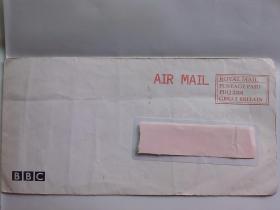 AIR MAIL
ROYAL MAIL
POSTAGE PAID
GREAT BRITAIN
BBC